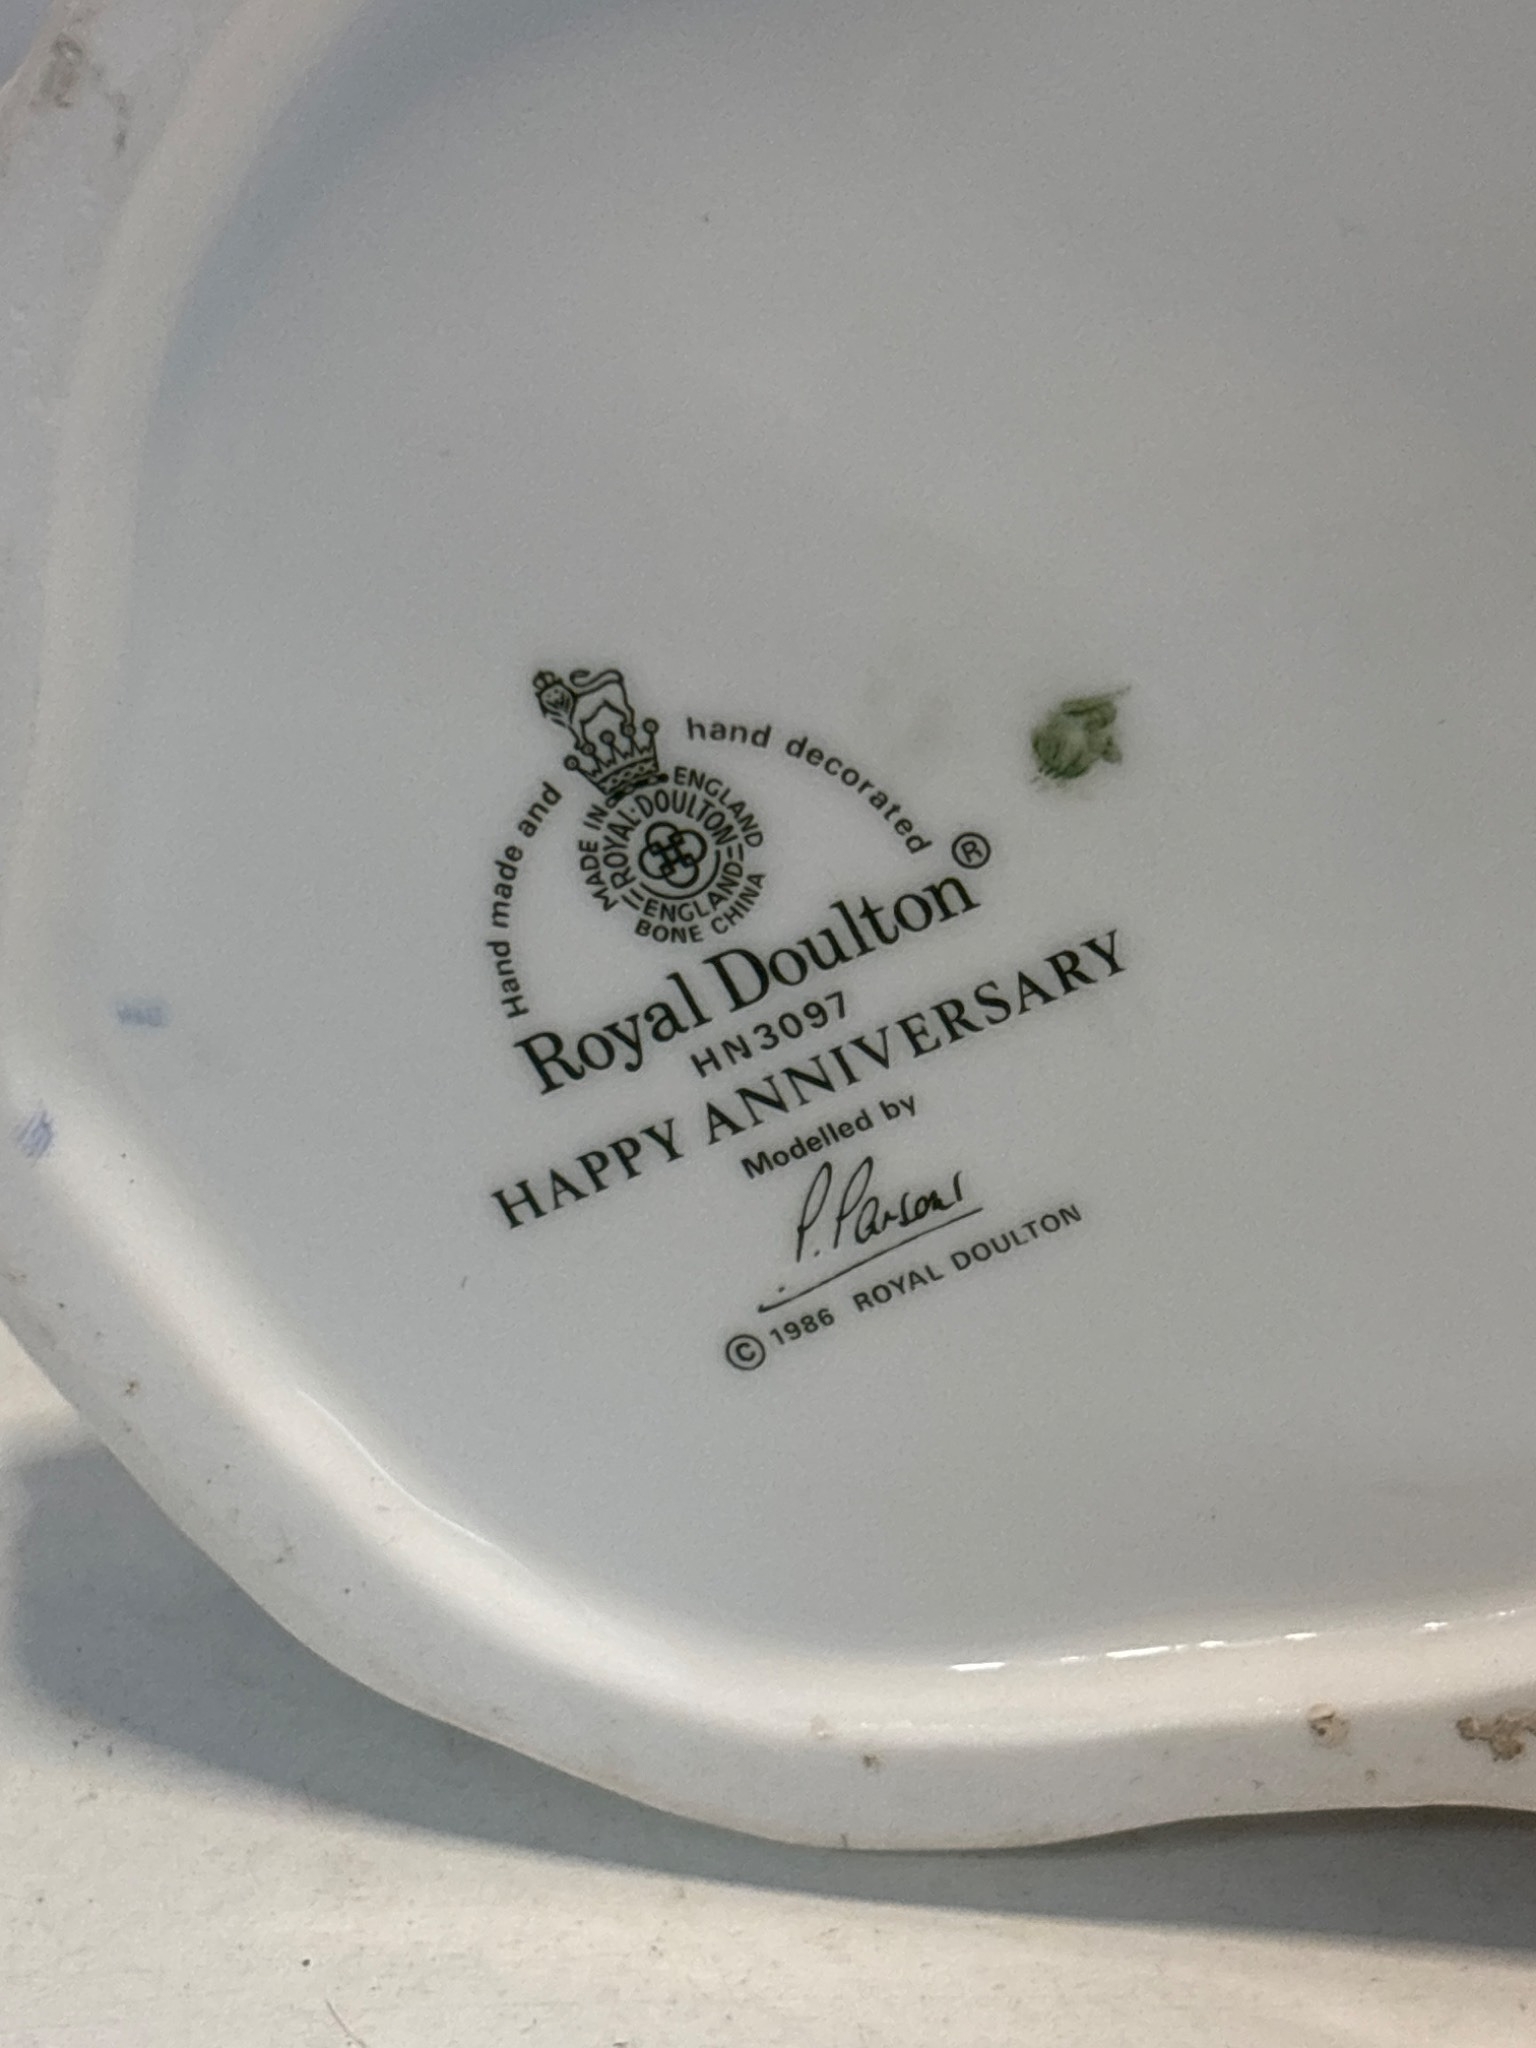 Hand made and hand decorated
MADE IN ENGLAND
ROYAL·DOULTON
ENGLAND
BONE CHINA
Royal Doulton®
HN3097
HAPPY ANNIVERSARY
Modelled by
P. Parsons
© 1986 ROYAL DOULTON